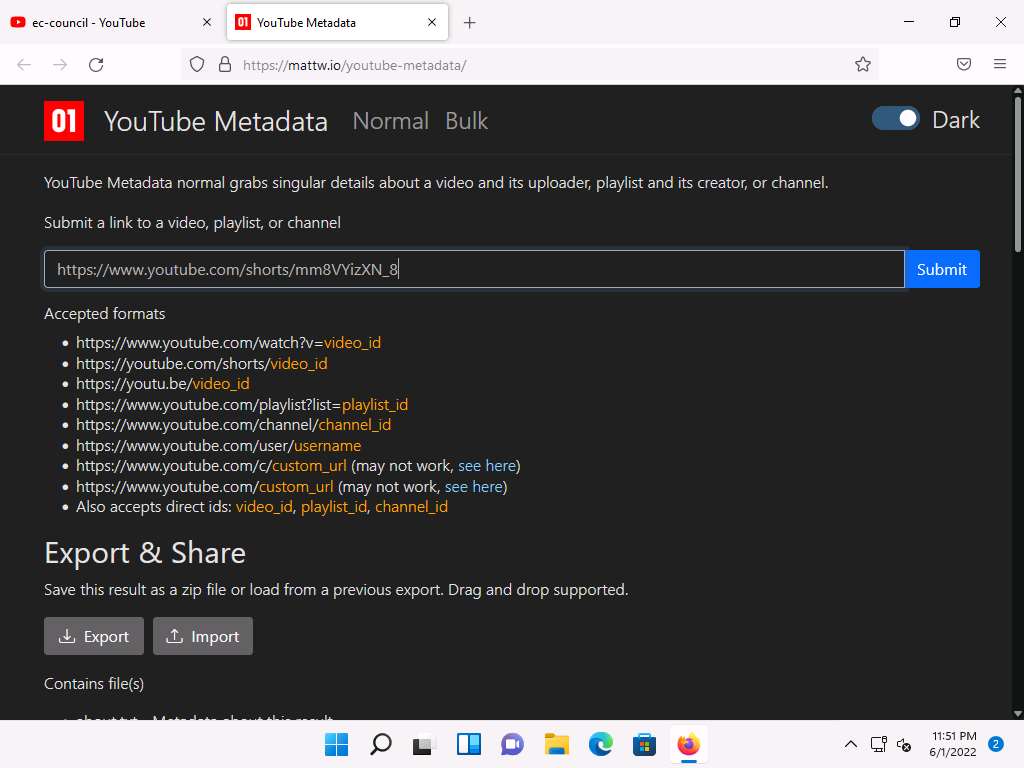 ec-council - YouTube
01 YouTube Metadata
https://mattw.io/youtube-metadata/
01 YouTube Metadata Normal Bulk Dark
YouTube Metadata normal grabs singular details about a video and its uploader, playlist and its creator, or channel.
Submit a link to a video, playlist, or channel
https://www.youtube.com/shorts/mm8VYizXN_8 Submit
Accepted formats
• https://www.youtube.com/watch?v=video_id
• https://youtube.com/shorts/video_id
• https://youtu.be/video_id
• https://www.youtube.com/playlist?list=playlist_id
• https://www.youtube.com/channel/channel_id
• https://www.youtube.com/user/username
• https://www.youtube.com/c/custom_url (may not work, see here)
• https://www.youtube.com/custom_url (may not work, see here)
• Also accepts direct ids: video_id, playlist_id, channel_id
Export & Share
Save this result as a zip file or load from a previous export. Drag and drop supported.
Export Import
Contains file(s)
• about.txt - Metadata about this result
11:51 PM
6/1/2022 2